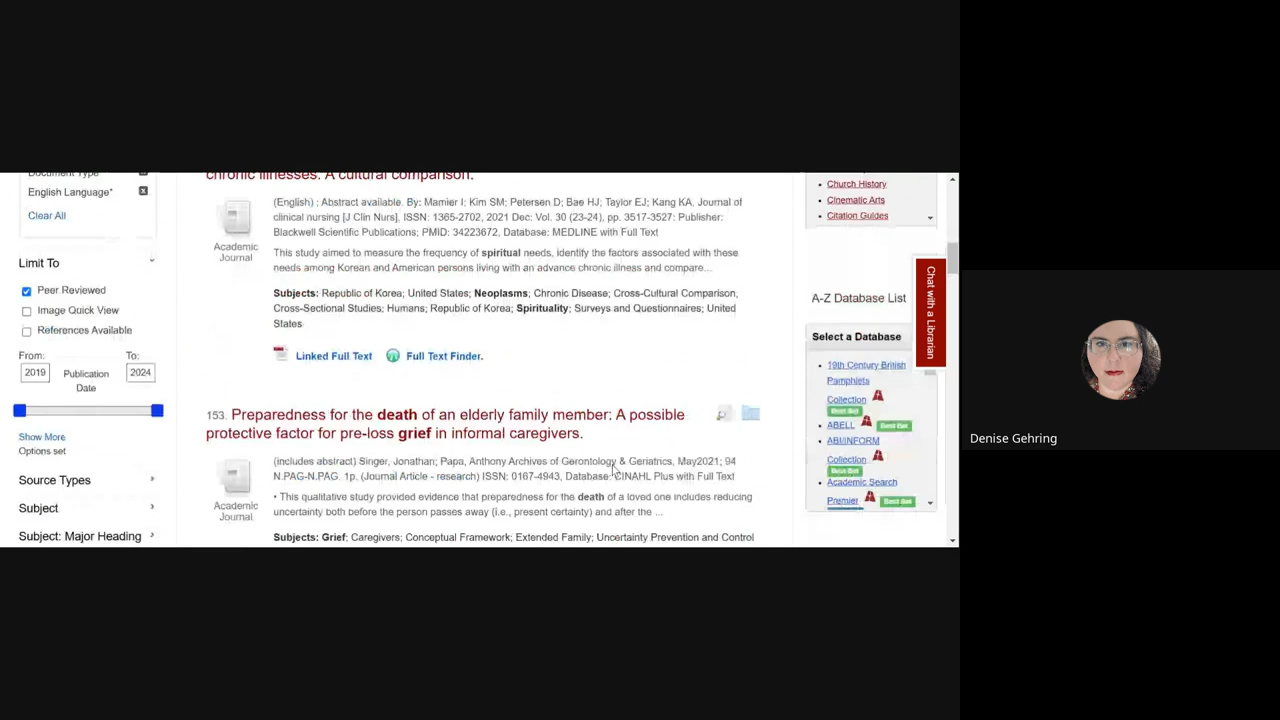 Document Type
English Language*
Clear All
Limit To
Peer Reviewed
Image Quick View
References Available
From:
To:
2019
Publication
Date
2024
Show More
Options set
Source Types
Subject
Subject: Major Heading
chronic illnesses. A cultural comparison.
Academic
Journal
(English) ; Abstract available. By: Mamier I; Kim SM; Petersen D; Bae HJ; Taylor EJ; Kang KA, Journal of
clinical nursing [J Clin Nurs], ISSN: 1365-2702, 2021 Dec: Vol. 30 (23-24), pp. 3517-3527: Publisher:
Blackwell Scientific Publications; PMID: 34223672, Database: MEDLINE with Full Text
This study aimed to measure the frequency of spiritual needs, identify the factors associated with these
needs among Korean and American persons living with an advance chronic illness and compare...
Subjects: Republic of Korea; United States; Neoplasms; Chronic Disease; Cross-Cultural Comparison,
Cross-Sectional Studies; Humans; Republic of Korea; Spirituality; Surveys and Questionnaires; United
States
Linked Full Text
Full Text Finder.
153. Preparedness for the death of an elderly family member: A possible
protective factor for pre-loss grief in informal caregivers.
Academic
Journal
(includes abstract) Singer, Jonathan; Papa, Anthony Archives of Gerontology & Geriatrics, May2021; 94
N.PAG-N.PAG. 1p. (Journal Article - research) ISSN: 0167-4943, Database: CINAHL Plus with Full Text
• This qualitative study provided evidence that preparedness for the death of a loved one includes reducing
uncertainty both before the person passes away (i.e., present certainty) and after the ...
Subjects: Grief; Caregivers; Conceptual Framework; Extended Family; Uncertainty Prevention and Control
Church History
Cinematic Arts
Citation Guides
Chat with a Librarian
A-Z Database List
Select a Database
19th Century British
Pamphlets
Collection
Best Bet
ABELL Best Bet
ABI/INFORM
Collection
Best Bet
Academic Search
Premier Best Bet
Denise Gehring